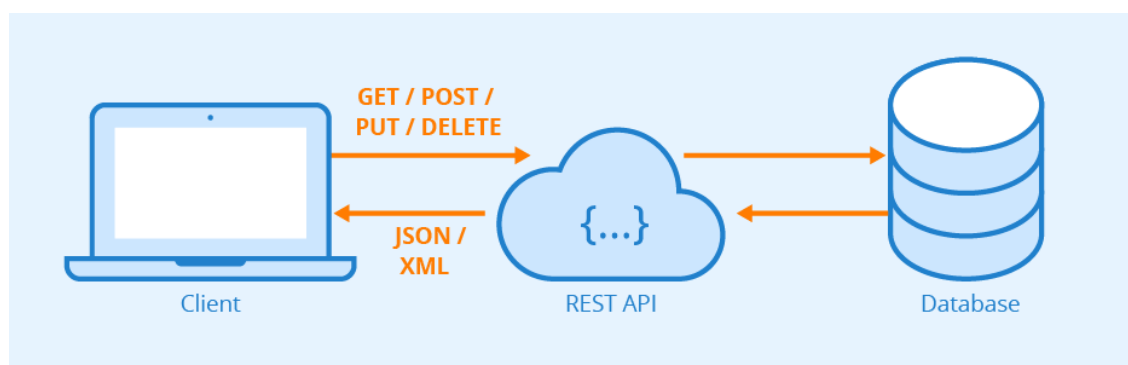 GET / POST /
PUT / DELETE
{...}
JSON /
XML
Client
REST API
Database